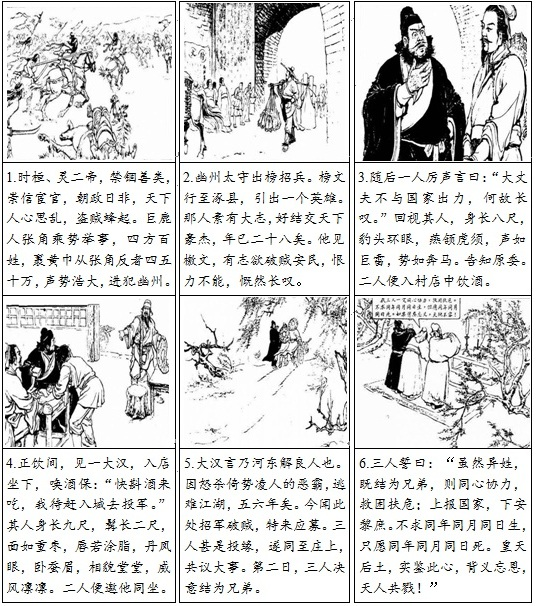 1.时桓、灵二帝，禁锢善类，
崇信宦官，朝政日非，天下
人心思乱，盗贼蜂起。巨鹿
人张角乘势举事，四方百
姓，裹黄巾从张角反者四五
十万，声势浩大，进犯幽州。
2.幽州太守出榜招兵。榜文
行至涿县，引出一个英雄。
那人素有大志，好结交天下
豪杰，年已二十八矣。他见
檄文，有志欲破贼安民，恨
力不能，慨然长叹。
3.随后一人厉声言曰：“大丈
夫不与国家出力，何故长
叹。”回视其人，身长八尺，
豹头环眼，燕颔虎须，声如
巨雷，势如奔马。告知原委。
二人便入村店中饮酒。
4.正饮间，见一大汉，入店
坐下，唤酒保：“快斟酒来
吃，我待赶入城去投军。”
其人身长九尺，髯长二尺，
面如重枣，唇若涂脂，丹凤
眼，卧蚕眉，相貌堂堂，威
风凛凛。二人便邀他同坐。
5.大汉言乃河东解良人也。
因怒杀倚势凌人的恶霸，逃
难江湖，五六年矣。今闻此
处招军破贼，特来应募。三
人甚是投缘，遂同至庄上，
共议大事。第二日，三人决
意结为兄弟。
6.三人誓曰：“虽然异姓，
既结为兄弟，则同心协力，
救困扶危；上报国家，下安
黎庶。不求同年同月同日生，
只愿同年同月同日死。皇天
后土，实鉴此心，背义忘恩，
天人共戮！”